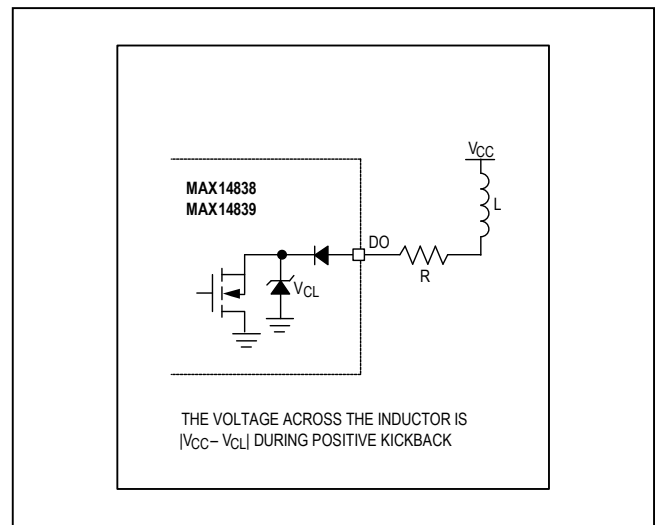 VCC
L
MAX14838
MAX14839
DO
R
VCL
THE VOLTAGE ACROSS THE INDUCTOR IS
|VCC– VCL| DURING POSITIVE KICKBACK